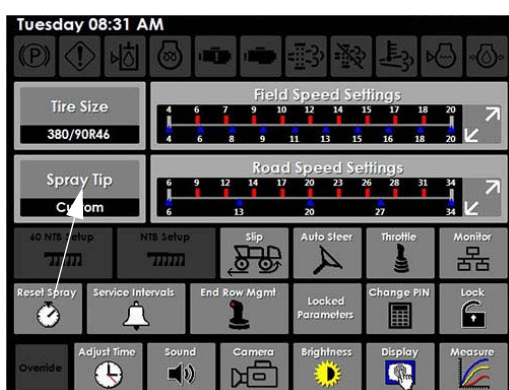 Tuesday 08:31 AM
(P)
Tire Size
380/90R46
Field Speed Settings
4 6 7 9 10 12 14 15 17 18 20
4 6 8 9 11 13 15 16 18 20
Spray Tip
Custom
Road Speed Settings
6 9 12 14 17 20 23 26 28 31 34
6 13 20 27 34
60 NTB Setup
NTB Setup
Slip
Auto Steer
Throttle
Monitor
Reset Spray
Service Intervals
End Row Mgmt
Locked
Parameters
Change PIN
Lock
Override
Adjust Time
Sound
Camera
Brightness
Display
Measure